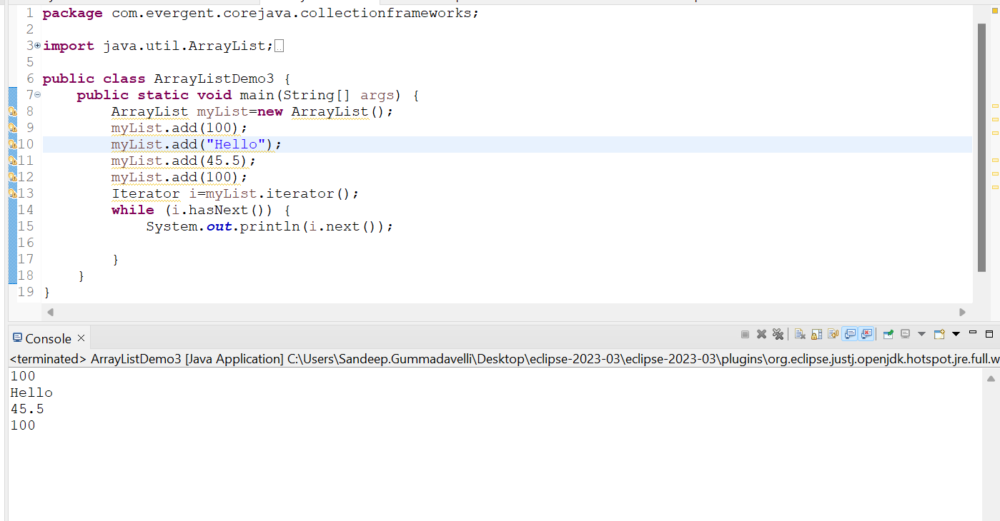 1 package com.evergent.corejava.collectionframeworks;
2
3 import java.util.ArrayList;
5
6 public class ArrayListDemo3 {
7 public static void main(String[] args) {
8 ArrayList myList=new ArrayList();
9 myList.add(100);
10 myList.add("Hello");
11 myList.add(45.5);
12 myList.add(100);
13 Iterator i=myList.iterator();
14 while (i.hasNext()) {
15 System.out.println(i.next());
16
17 }
18 }
19 }
Console
<terminated> ArrayListDemo3 [Java Application] C:\Users\Sandeep.Gummadavelli\Desktop\eclipse-2023-03\eclipse-2023-03\plugins\org.eclipse.justj.openjdk.hotspot.jre.full.w
100
Hello
45.5
100